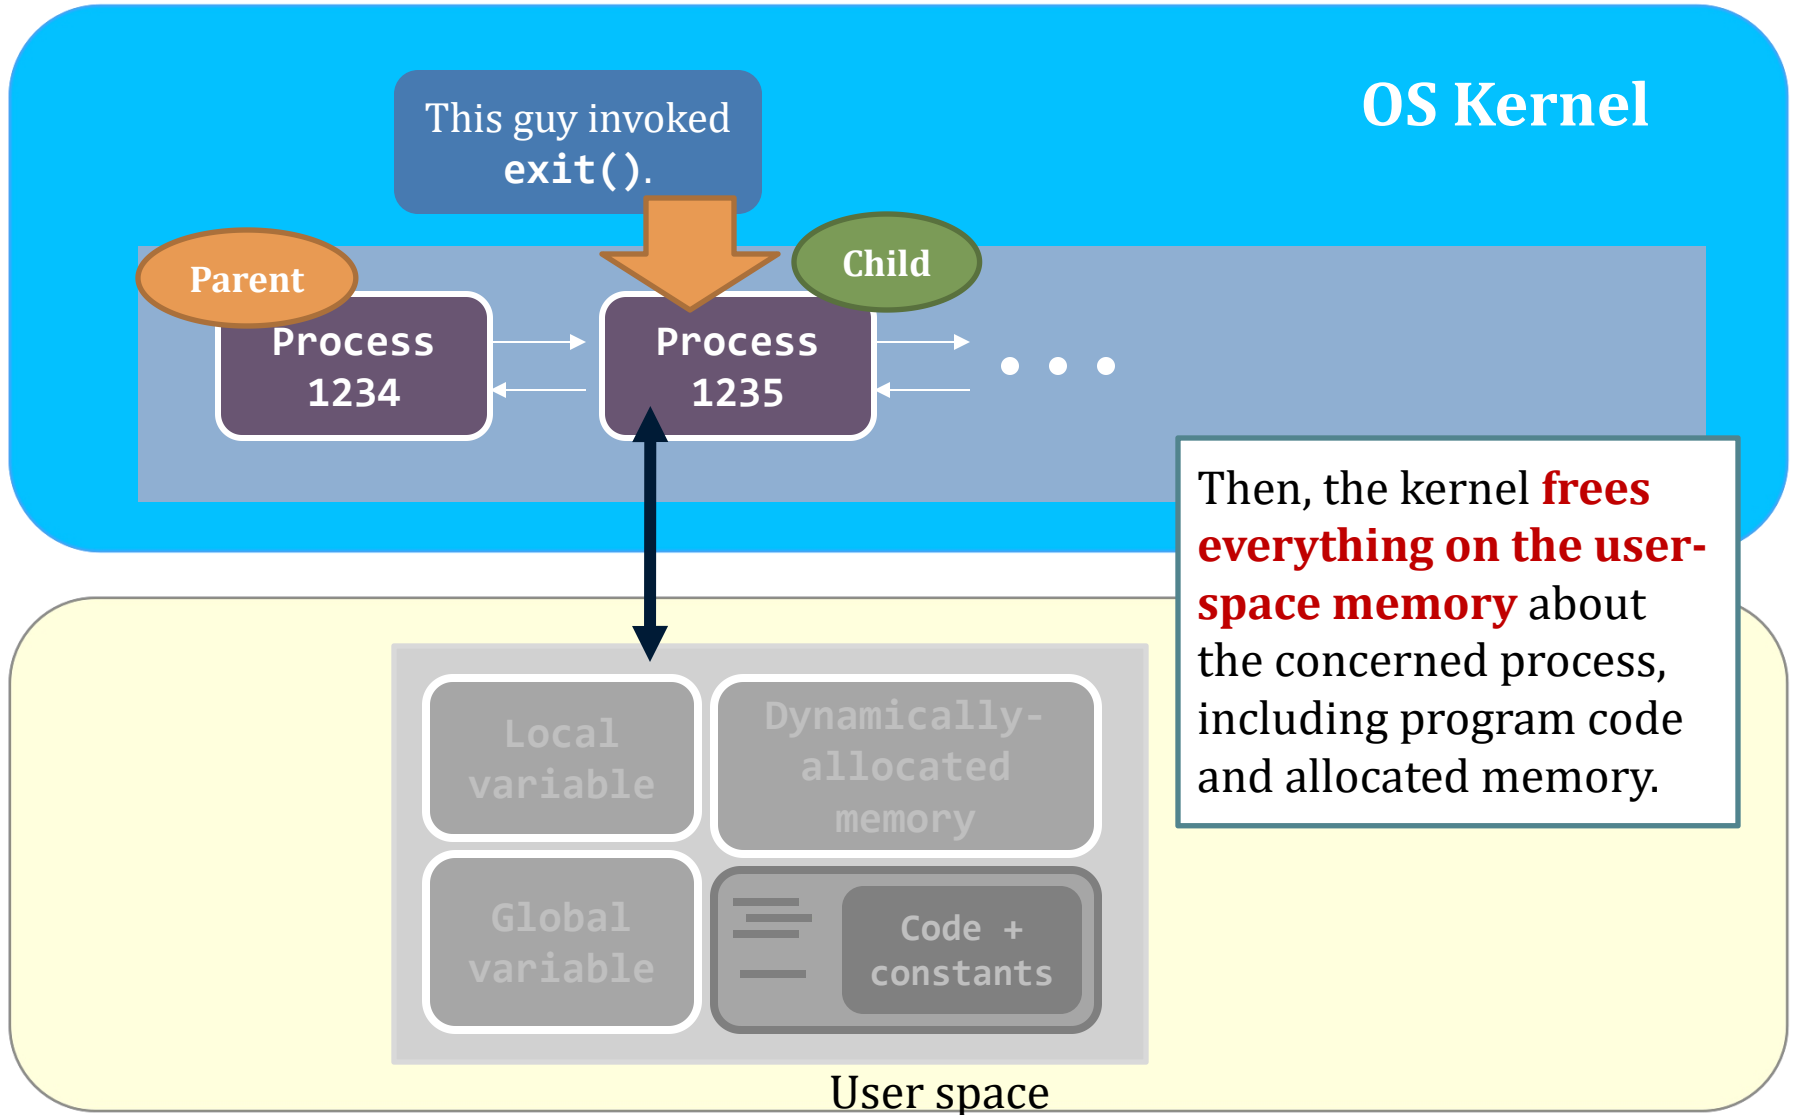 OS Kernel
This guy invoked
exit().
Parent
Child
Process
1234
Process
1235
Then, the kernel frees
everything on the user-
space memory about
the concerned process,
including program code
and allocated memory.
Local
variable
Dynamically-
allocated
memory
Global
variable
Code +
constants
User space